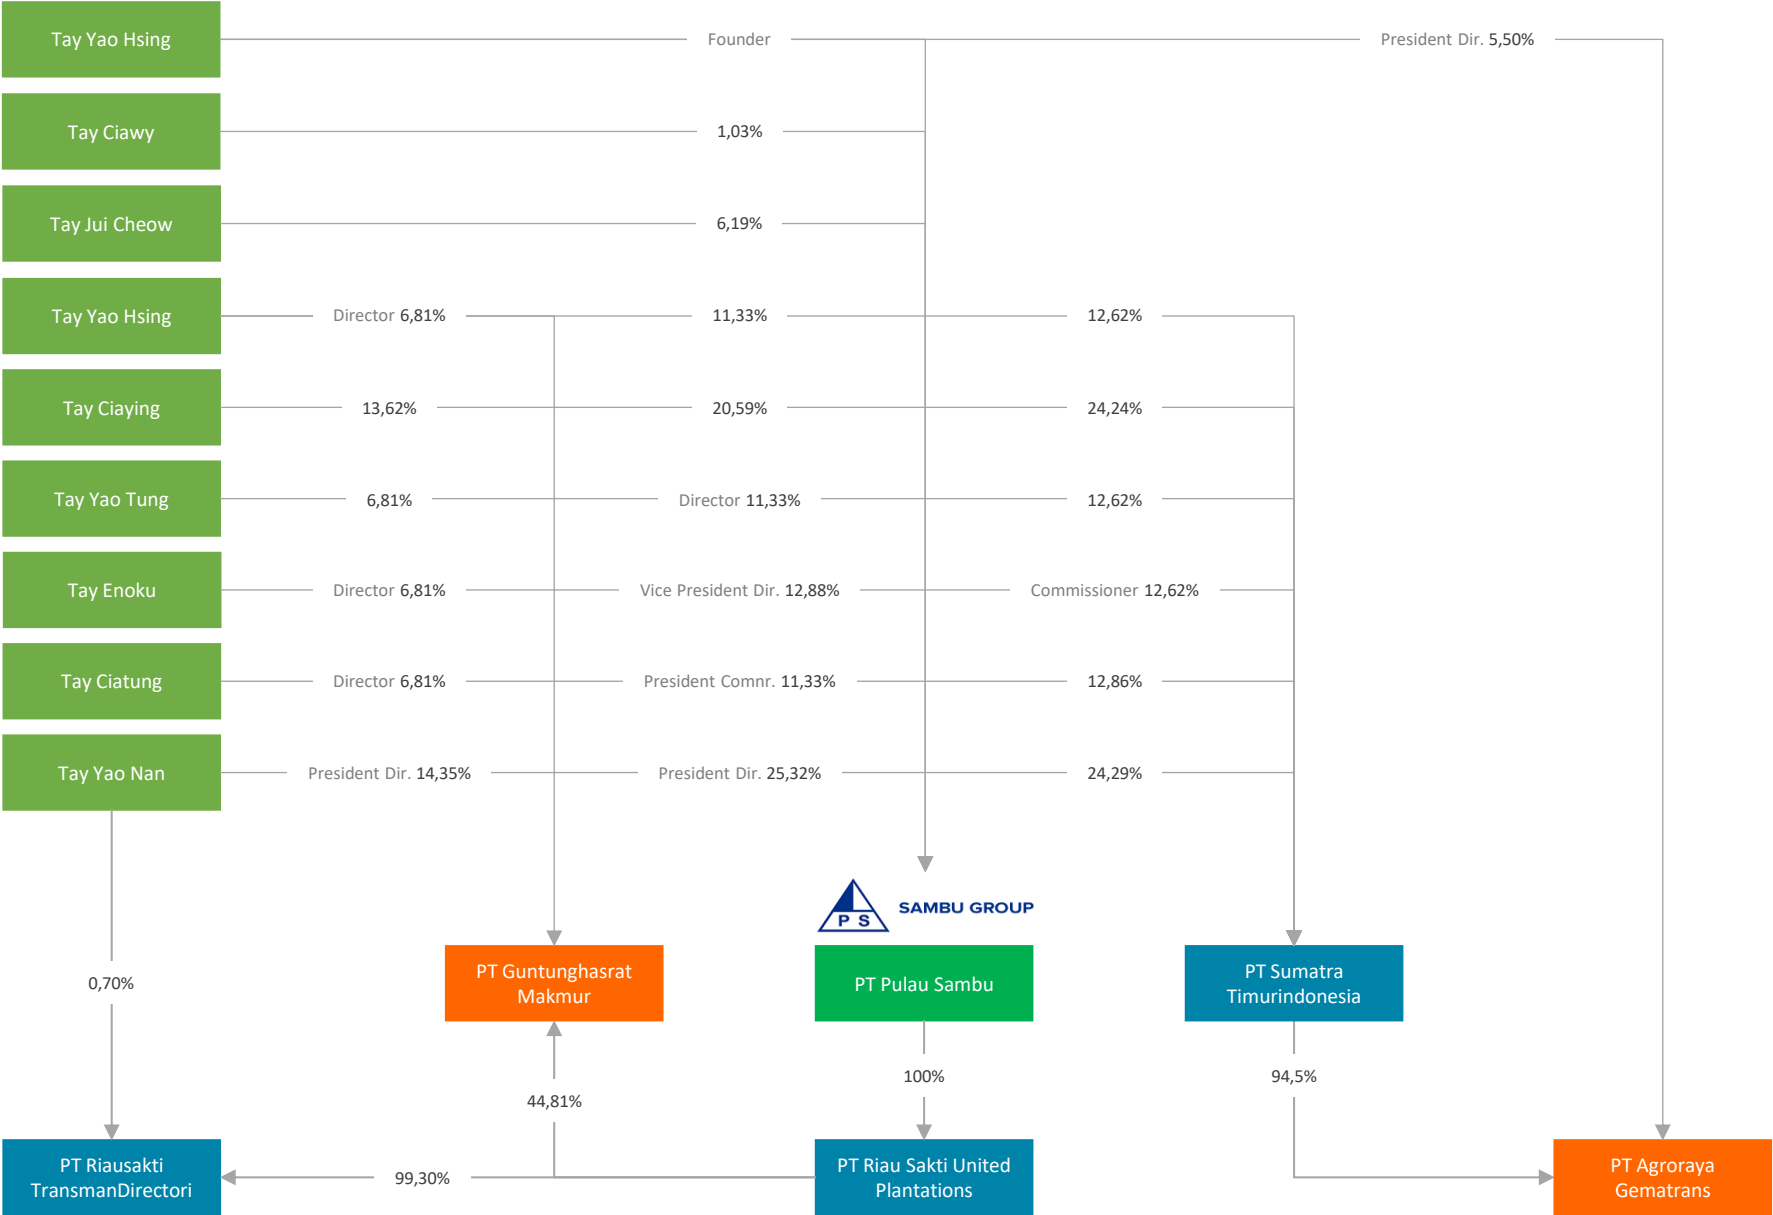 Tay Yao Hsing
Founder
President Dir. 5,50%
Tay Ciawy
1,03%
Tay Jui Cheow
6,19%
Tay Yao Hsing
Director 6,81%
11,33%
12,62%
Tay Ciaying
13,62%
20,59%
24,24%
Tay Yao Tung
6,81%
Director 11,33%
12,62%
Tay Enoku
Director 6,81%
Vice President Dir. 12,88%
Commissioner 12,62%
Tay Ciatung
Director 6,81%
President Comnr. 11,33%
12,86%
Tay Yao Nan
President Dir. 14,35%
President Dir. 25,32%
24,29%
P S
SAMBU GROUP
0,70%
PT Guntunghasrat
Makmur
PT Pulau Sambu
PT Sumatra
Timurindonesia
44,81%
100%
94,5%
PT Riausakti
TransmanDirectori
99,30%
PT Riau Sakti United
Plantations
PT Agroraya
Gematrans